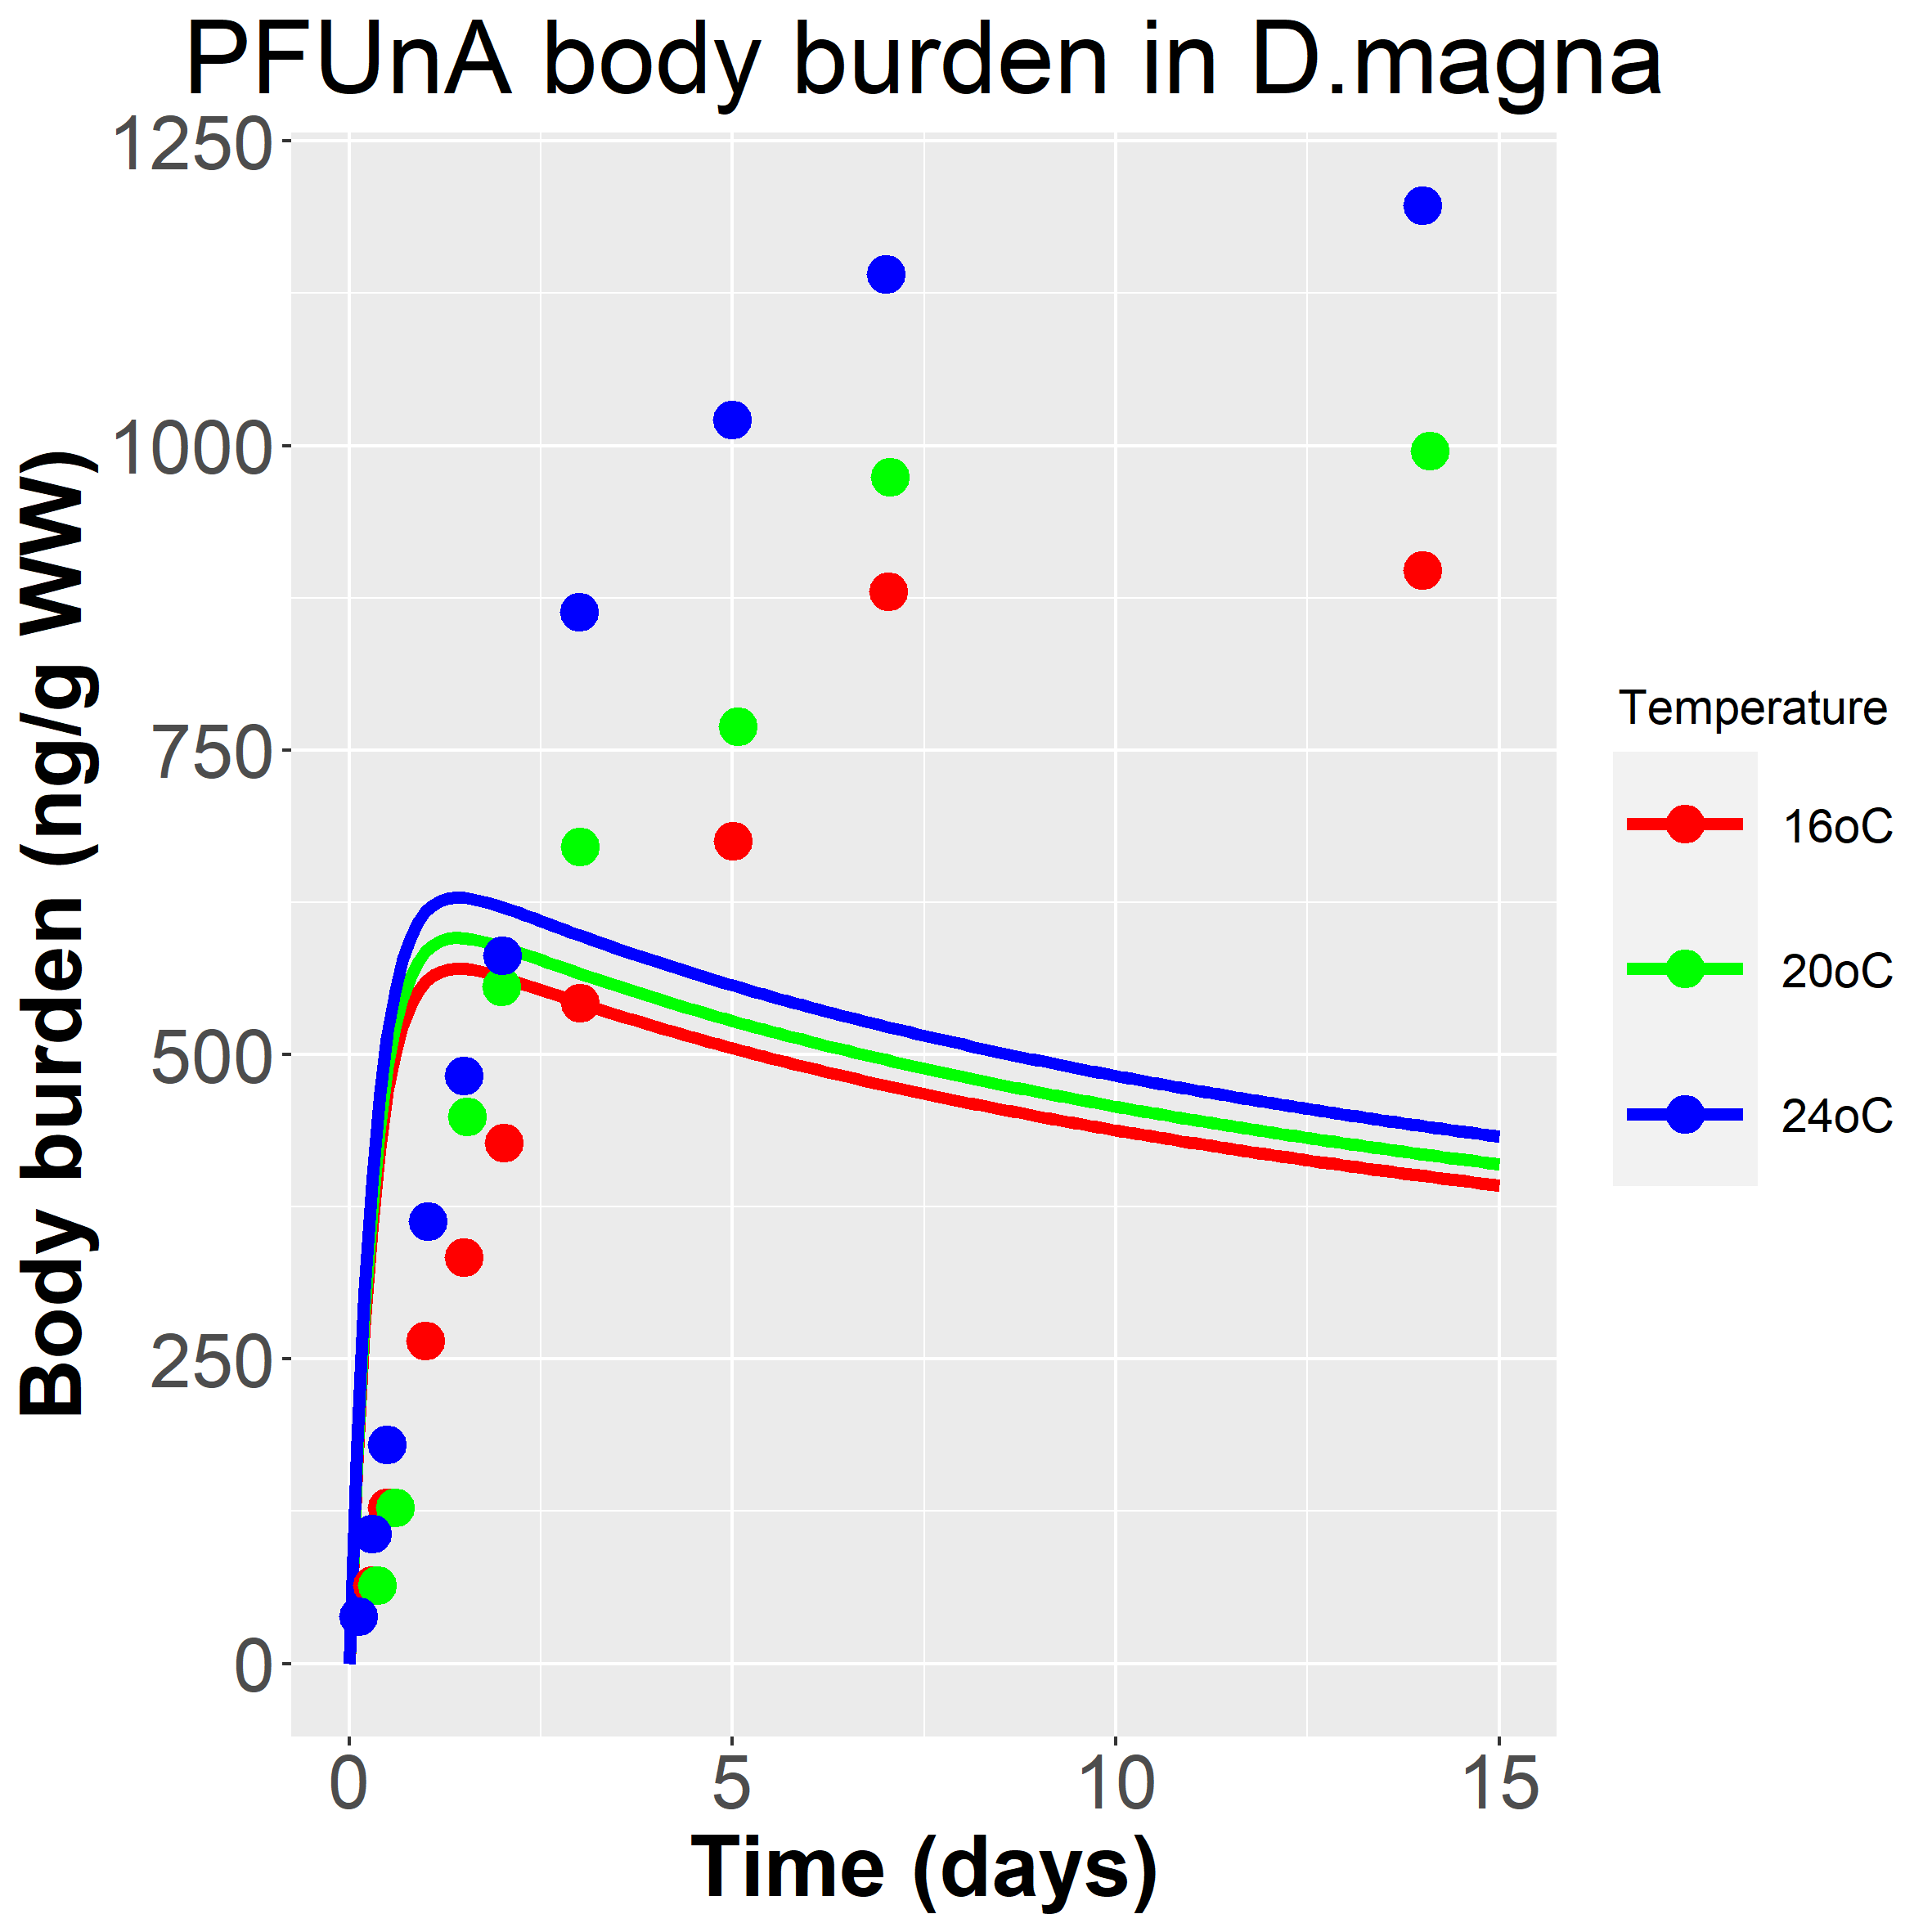 PFUnA body burden in D.magna
1250
1000
750
500
250
0
Body burden (ng/g WW)
0 5 10 15
Time (days)
Temperature
16oC
20oC
24oC